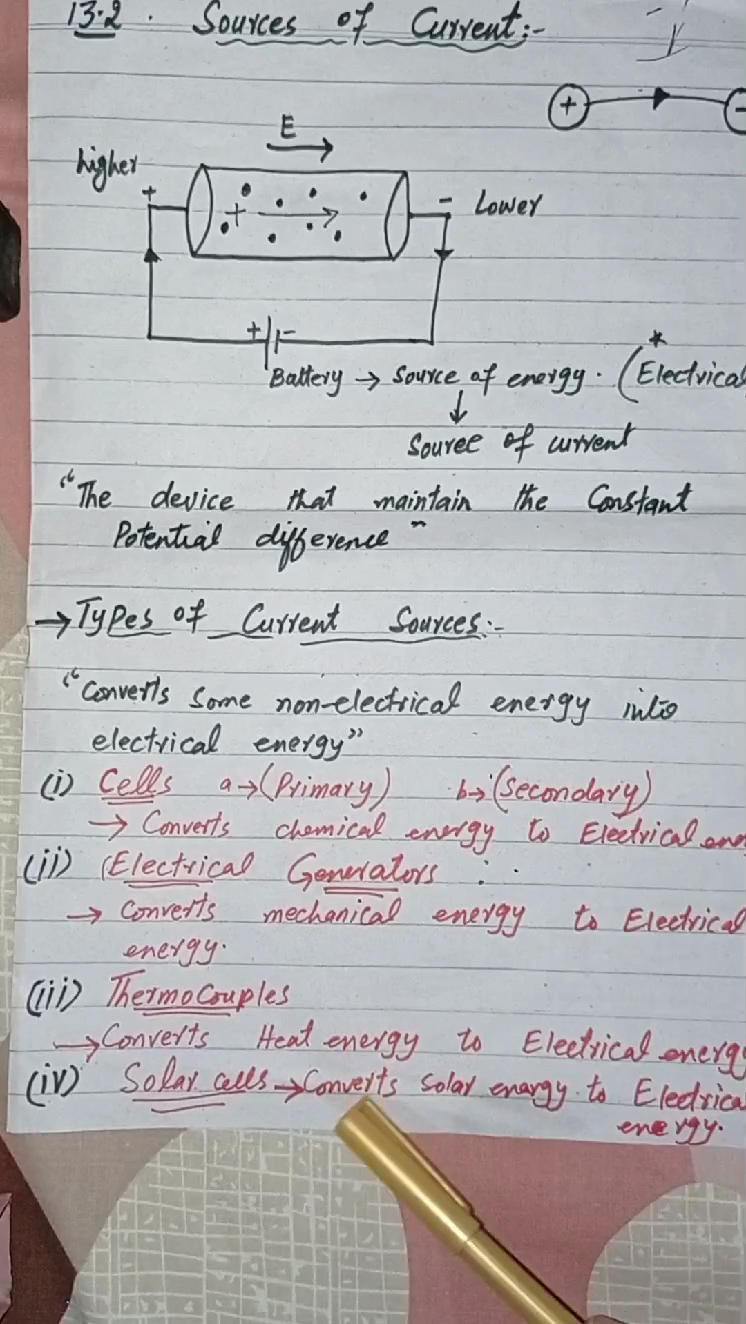 13.2. Sources of Current:-
I
+ -
E
higher
+ - Lower
+
+ -
*
Battery → Source of energy. (Electrical
↓
Source of current
“The device that maintain the Constant
Potential difference”
→ Types of Current Sources:-
“Converts Some non-electrical energy into
electrical energy”
(i) Cells a→(Primary) b→(Secondary)
→ Converts chemical energy to Electrical ene
(ii) (Electrical Generators :.
→ Converts mechanical energy to Electrical
energy.
(iii) ThermoCouples
→ Converts Heat energy to Electrical energy
(iv) Solar cells → Converts Solar energy to Electrica
energy.